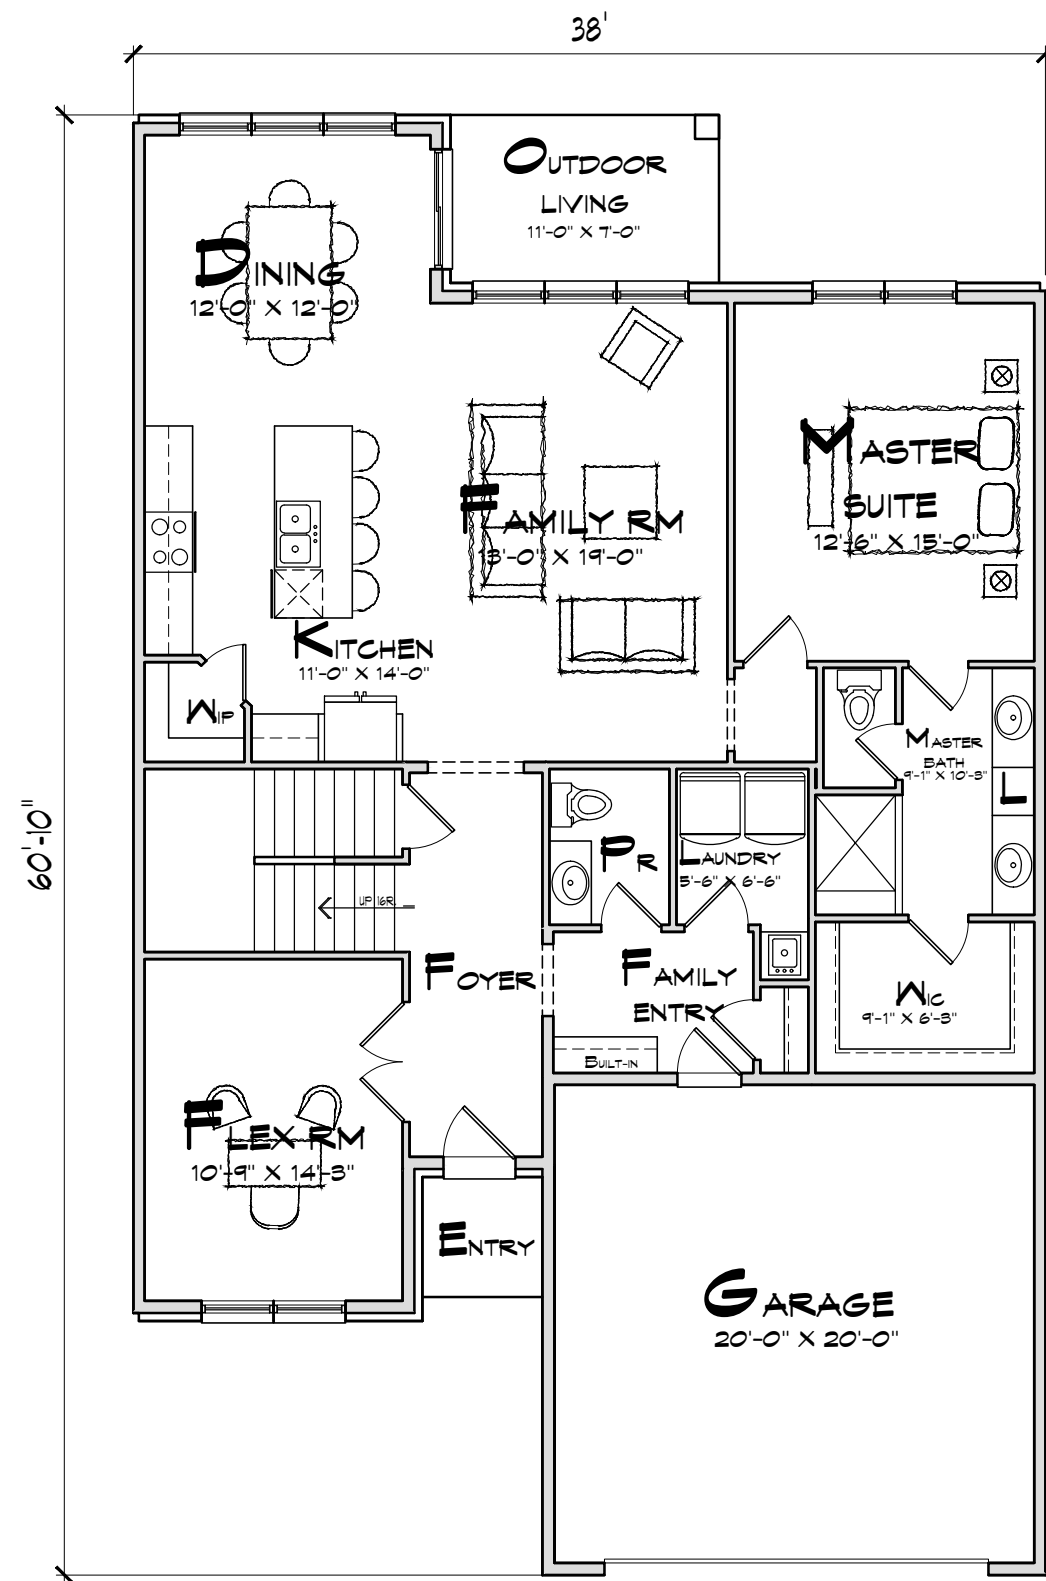 38'
OUTDOOR
LIVING
11'-0" X 7'-0"
DINING
12'-0" X 12'-0"
MASTER
SUITE
12'-6" X 15'-0"
FAMILY RM
13'-0" X 19'-0"
KITCHEN
11'-0" X 14'-0"
WIP
MASTER
BATH
9'-1" X 10'-3"
L
60'-10"
PR
LAUNDRY
5'-6" X 6'-6"
UP 16R.
FOYER
FAMILY
ENTRY
WIC
9'-1" X 6'-3"
BUILT-IN
FLEX RM
10'-9" X 14'-3"
ENTRY
GARAGE
20'-0" X 20'-0"